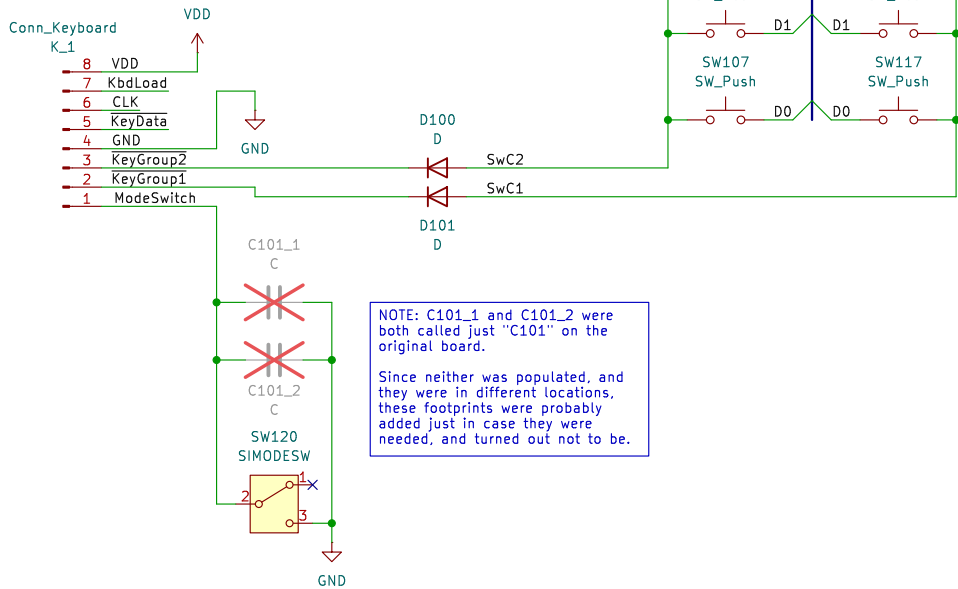 VDD
Conn_Keyboard
K_1
8 VDD
7 KbdLoad
6 CLK
5 KeyData
4 GND
3 KeyGroup2
2 KeyGroup1
1 ModeSwitch
GND
D100
D
SwC2
SwC1
D101
D
D1 D1
SW107
SW_Push
SW117
SW_Push
D0 D0
C101_1
C
C101_2
C
SW120
SIMODESW
1
2
3
GND
NOTE: C101_1 and C101_2 were
both called just "C101" on the
original board.
Since neither was populated, and
they were in different locations,
these footprints were probably
added just in case they were
needed, and turned out not to be.